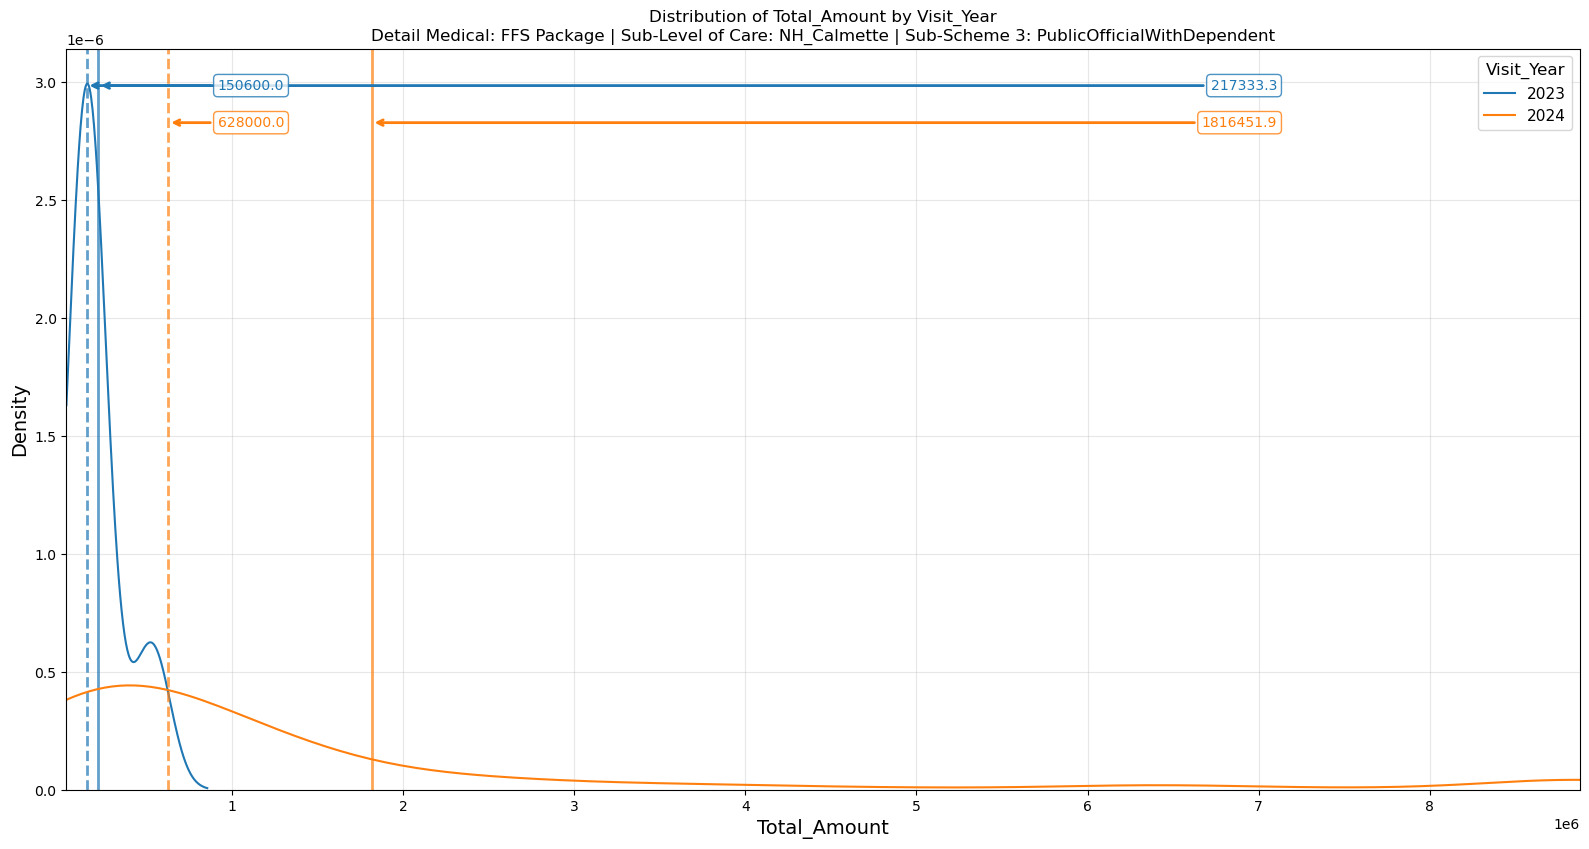 Distribution of Total_Amount by Visit_Year
Detail Medical: FFS Package | Sub-Level of Care: NH_Calmette | Sub-Scheme 3: PublicOfficialWithDependent
1e−6
Visit_Year
2023
2024
150600.0
217333.3
628000.0
1816451.9
Density
3.0
2.5
2.0
1.5
1.0
0.5
0.0
1 2 3 4 5 6 7 8
1e6
Total_Amount